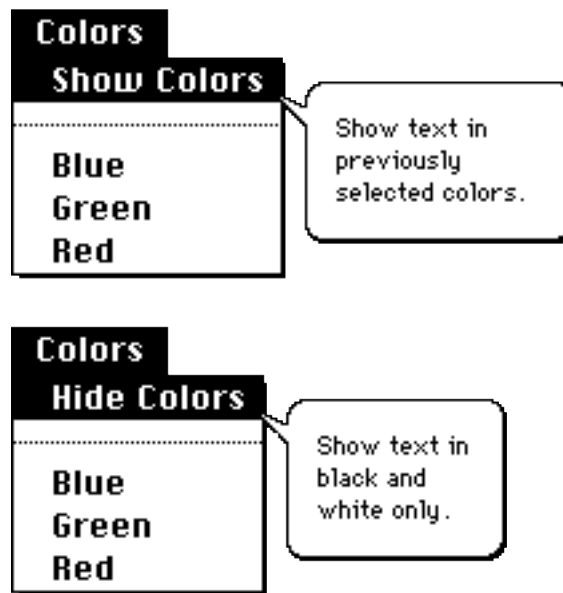 Colors
Show Colors
Show text in
previously
selected colors.
Blue
Green
Red
Colors
Hide Colors
Show text in
black and
white only.
Blue
Green
Red